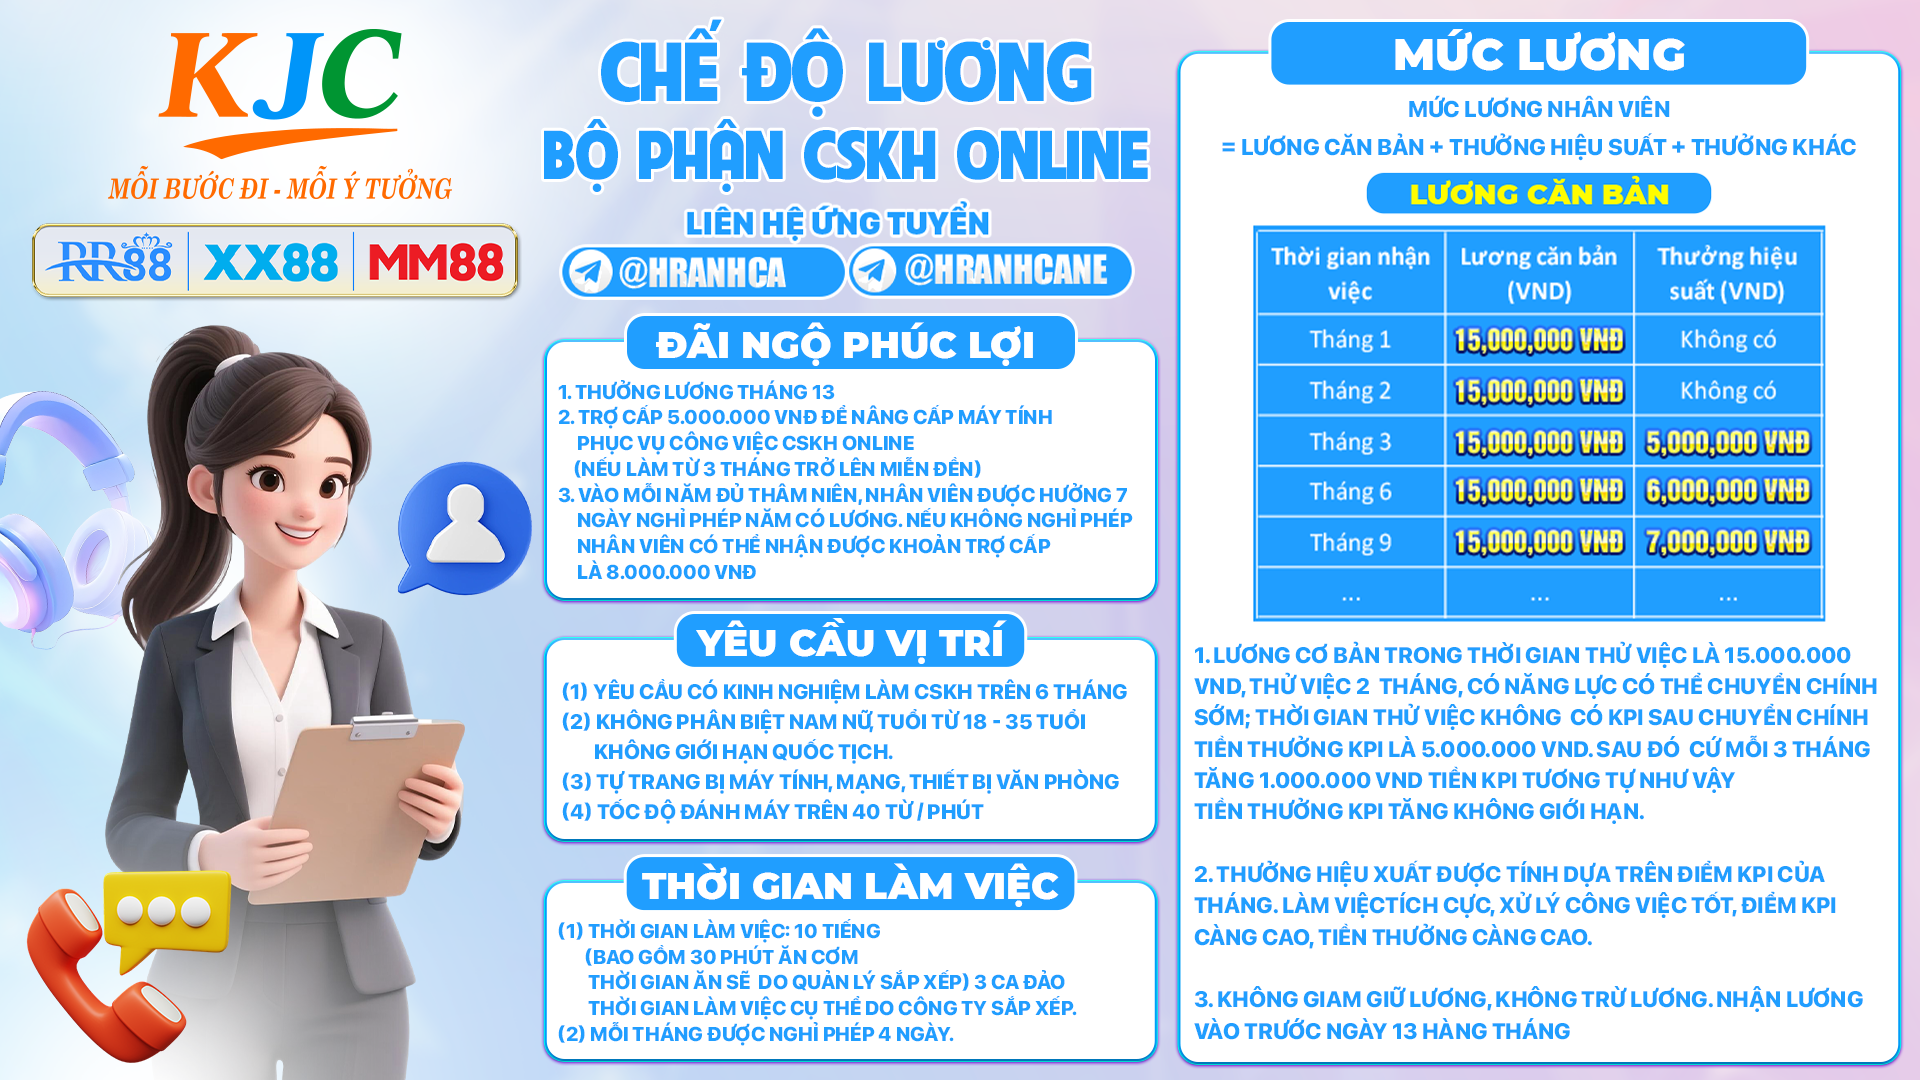 KJC
MỖI BƯỚC ĐI - MỖI Ý TƯỞNG
RR88
XX88
MM88
CHẾ ĐỘ LƯƠNG
BỘ PHẬN CSKH ONLINE
LIÊN HỆ ỨNG TUYỂN
@HRANHCA
@HRANHCANE
ĐÃI NGỘ PHÚC LỢI
1. THƯỞNG LƯƠNG THÁNG 13
2. TRỢ CẤP 5.000.000 VNĐ ĐỂ NÂNG CẤP MÁY TÍNH
PHỤC VỤ CÔNG VIỆC CSKH ONLINE
(NẾU LÀM TỪ 3 THÁNG TRỞ LÊN MIỄN ĐỀN)
3. VÀO MỖI NĂM ĐỦ THÂM NIÊN, NHÂN VIÊN ĐƯỢC HƯỞNG 7
NGÀY NGHỈ PHÉP NĂM CÓ LƯƠNG. NẾU KHÔNG NGHỈ PHÉP
NHÂN VIÊN CÓ THỂ NHẬN ĐƯỢC KHOẢN TRỢ CẤP
LÀ 8.000.000 VNĐ
YÊU CẦU VỊ TRÍ
(1) YÊU CẦU CÓ KINH NGHIỆM LÀM CSKH TRÊN 6 THÁNG
(2) KHÔNG PHÂN BIỆT NAM NỮ, TUỔI TỪ 18 - 35 TUỔI
KHÔNG GIỚI HẠN QUỐC TỊCH.
(3) TỰ TRANG BỊ MÁY TÍNH, MẠNG, THIẾT BỊ VĂN PHÒNG
(4) TỐC ĐỘ ĐÁNH MÁY TRÊN 40 TỪ / PHÚT
THỜI GIAN LÀM VIỆC
(1) THỜI GIAN LÀM VIỆC: 10 TIẾNG
(BAO GỒM 30 PHÚT ĂN CƠM
THỜI GIAN ĂN SẼ DO QUẢN LÝ SẮP XẾP) 3 CA ĐẢO
THỜI GIAN LÀM VIỆC CỤ THỂ DO CÔNG TY SẮP XẾP.
(2) MỖI THÁNG ĐƯỢC NGHỈ PHÉP 4 NGÀY.
MỨC LƯƠNG
MỨC LƯƠNG NHÂN VIÊN
= LƯƠNG CĂN BẢN + THƯỞNG HIỆU SUẤT + THƯỞNG KHÁC
LƯƠNG CĂN BẢN
Thời gian nhận việc Lương căn bản (VND) Thưởng hiệu suất (VND)
Tháng 1 15,000,000 VNĐ Không có
Tháng 2 15,000,000 VNĐ Không có
Tháng 3 15,000,000 VNĐ 5,000,000 VNĐ
Tháng 6 15,000,000 VNĐ 6,000,000 VNĐ
Tháng 9 15,000,000 VNĐ 7,000,000 VNĐ
... ... ...
1. LƯƠNG CƠ BẢN TRONG THỜI GIAN THỬ VIỆC LÀ 15.000.000
VND, THỬ VIỆC 2 THÁNG, CÓ NĂNG LỰC CÓ THỂ CHUYỂN CHÍNH
SỚM; THỜI GIAN THỬ VIỆC KHÔNG CÓ KPI SAU CHUYỂN CHÍNH
TIỀN THƯỞNG KPI LÀ 5.000.000 VND. SAU ĐÓ CỨ MỖI 3 THÁNG
TĂNG 1.000.000 VND TIỀN KPI TƯƠNG TỰ NHƯ VẬY
TIỀN THƯỞNG KPI TĂNG KHÔNG GIỚI HẠN.
2. THƯỞNG HIỆU XUẤT ĐƯỢC TÍNH DỰA TRÊN ĐIỂM KPI CỦA
THÁNG. LÀM VIỆCTÍCH CỰC, XỬ LÝ CÔNG VIỆC TỐT, ĐIỂM KPI
CÀNG CAO, TIỀN THƯỞNG CÀNG CAO.
3. KHÔNG GIAM GIỮ LƯƠNG, KHÔNG TRỪ LƯƠNG. NHẬN LƯƠNG
VÀO TRƯỚC NGÀY 13 HÀNG THÁNG